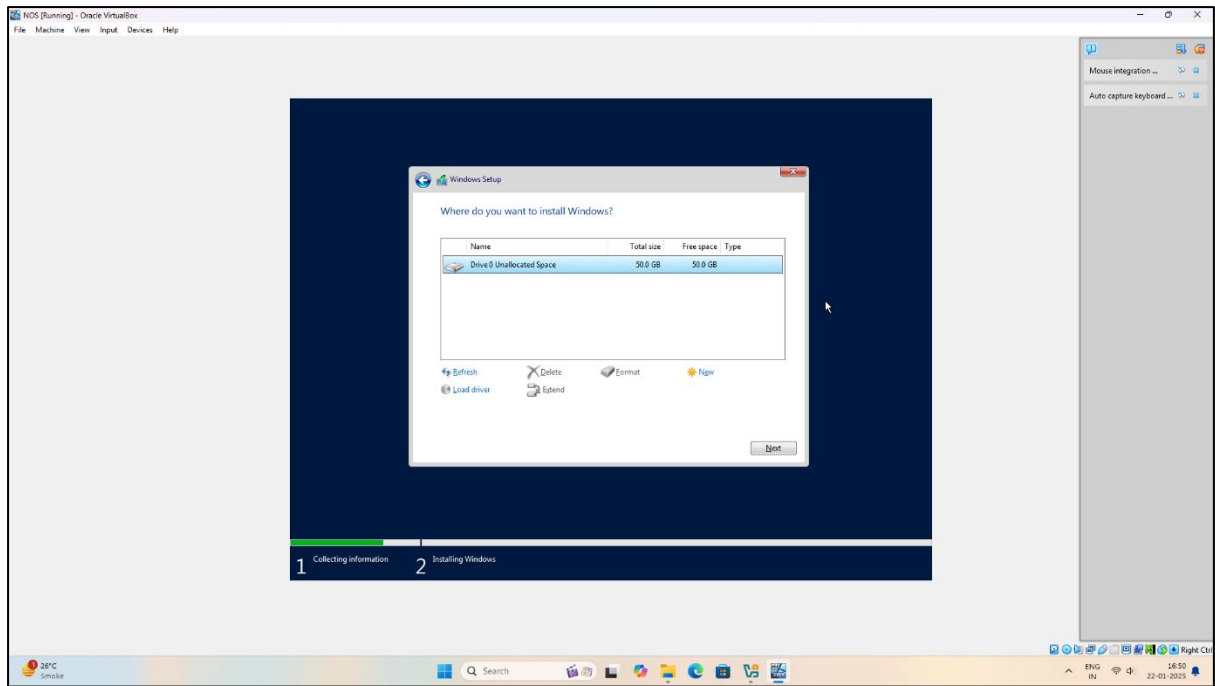 NOS [Running] - Oracle VirtualBox
File Machine View Input Devices Help
Mouse integration ...
Auto capture keyboard ...
Windows Setup
Where do you want to install Windows?
Name Total size Free space Type
Drive 0 Unallocated Space 50.0 GB 50.0 GB
Refresh Delete Format New
Load driver Extend
Next
1 Collecting information 2 Installing Windows
Right Ctrl
1
26°C
Smoke
Search
ENG
IN
16:50
22-01-2025